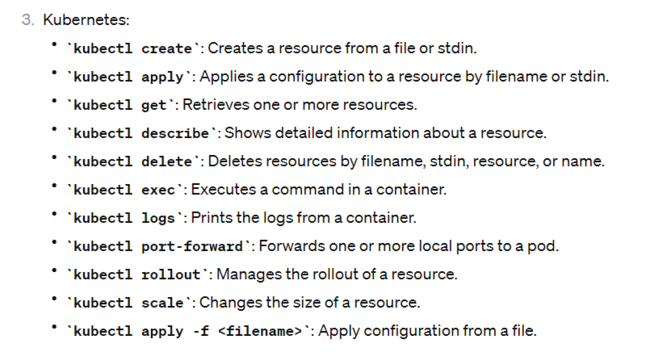 3. Kubernetes:
• `kubectl create`: Creates a resource from a file or stdin.
• `kubectl apply`: Applies a configuration to a resource by filename or stdin.
• `kubectl get`: Retrieves one or more resources.
• `kubectl describe`: Shows detailed information about a resource.
• `kubectl delete`: Deletes resources by filename, stdin, resource, or name.
• `kubectl exec`: Executes a command in a container.
• `kubectl logs`: Prints the logs from a container.
• `kubectl port-forward`: Forwards one or more local ports to a pod.
• `kubectl rollout`: Manages the rollout of a resource.
• `kubectl scale`: Changes the size of a resource.
• `kubectl apply -f <filename>`: Apply configuration from a file.